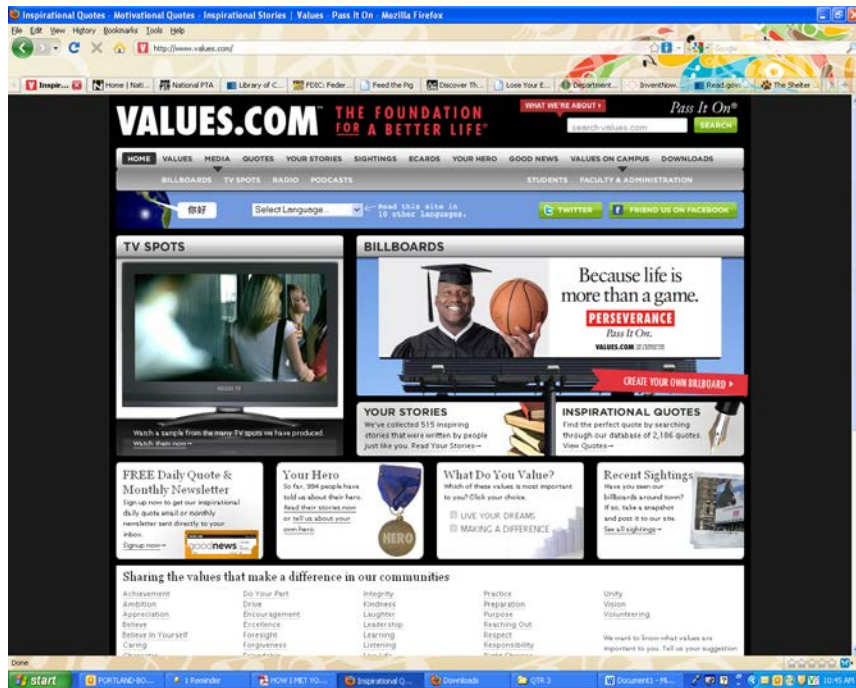 Inspirational Quotes - Motivational Quotes - Inspirational Stories | Values - Pass It On - Mozilla Firefox
File Edit View History Bookmarks Tools Help
http://www.values.com/
Google
Inspir... Home | Nati... National PTA Library of C... FDIC: Feder... Feed the Pig Discover Th... Lose Your E... Department... InventNow... Read.gov The Shelter
VALUES.COM™ THE FOUNDATION
FOR A BETTER LIFE®
WHAT WE'RE ABOUT
Pass It On®
search values.com SEARCH
HOME VALUES MEDIA QUOTES YOUR STORIES SIGHTINGS ECARDS YOUR HERO GOOD NEWS VALUES ON CAMPUS DOWNLOADS
BILLBOARDS TV SPOTS RADIO PODCASTS STUDENTS FACULTY & ADMINISTRATION
你好 Select Language... Read this site in
10 other languages.
TWITTER FRIEND US ON FACEBOOK
TV SPOTS
Watch a sample from the many TV spots we have produced.
Watch them now
BILLBOARDS
Because life is
more than a game.
PERSEVERANCE
Pass It On.
VALUES.COM
CREATE YOUR OWN BILLBOARD
YOUR STORIES
We've collected 515 inspiring
stories that were written by people
just like you. Read Your Stories
INSPIRATIONAL QUOTES
Find the perfect quote by searching
through our database of 2,186 quotes.
View Quotes
FREE Daily Quote &
Monthly Newsletter
Sign up now to get our inspirational
daily quote email or monthly
newsletter sent directly to your
inbox.
Signup now
goodnews
Your Hero
So far, 994 people have
told us about their hero.
Read their stories now
or tell us about your
own hero.
HERO
What Do You Value?
Which of these values is most important
to you? Click your choice.
LIVE YOUR DREAMS
MAKING A DIFFERENCE
Recent Sightings
Have you seen our
billboards around town?
If so, take a snapshot
and post it to our site.
See all sightings
Sharing the values that make a difference in our communities
Achievement Do Your Part Integrity Practice Unity
Ambition Drive Kindness Preparation Vision
Appreciation Encouragement Laughter Purpose Volunteering
Believe Excellence Leadership Reaching Out
Believe In Yourself Foresight Learning Respect We want to know what values are
Caring Forgiveness Listening Responsibility important to you. Tell us your suggestion
Done
start PORTLAND-BO... 1 Reminder HOW I MET YO... Inspirational Q... Downloads QTR 3 Document1 - Mi... 10:45 AM